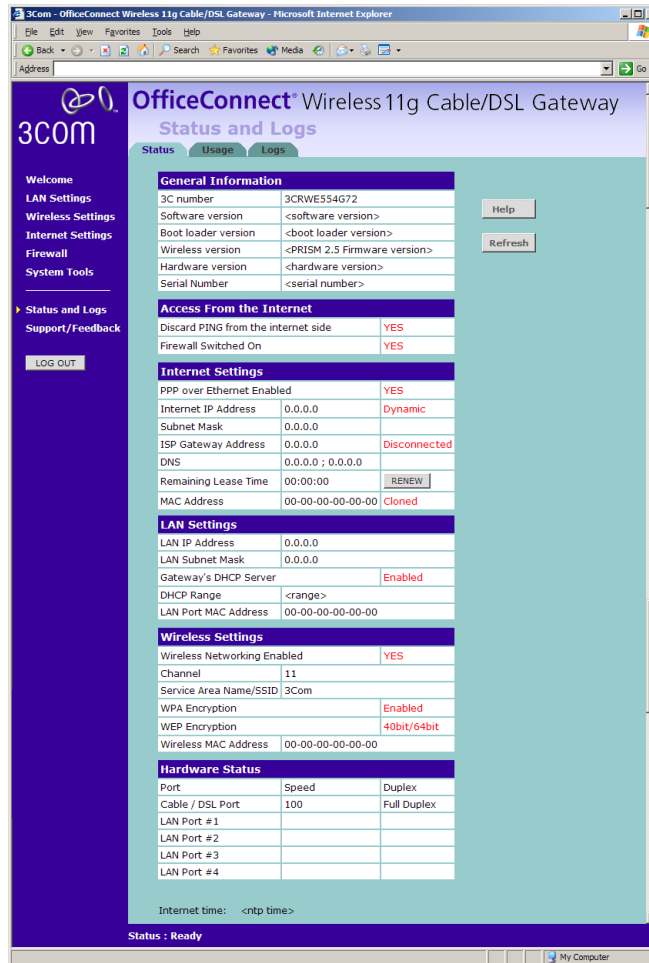 3Com - OfficeConnect Wireless 11g Cable/DSL Gateway - Microsoft Internet Explorer
File Edit View Favorites Tools Help
Back Search Favorites Media
Address Go
3COM
OfficeConnect® Wireless 11g Cable/DSL Gateway
Status and Logs
Status Usage Logs
Welcome
LAN Settings
Wireless Settings
Internet Settings
Firewall
System Tools
Status and Logs
Support/Feedback
LOG OUT
General Information
3C number 3CRWE554G72
Software version <software version>
Boot loader version <boot loader version>
Wireless version <PRISM 2.5 Firmware version>
Hardware version <hardware version>
Serial Number <serial number>
Help
Refresh
Access From the Internet
Discard PING from the internet side YES
Firewall Switched On YES
Internet Settings
PPP over Ethernet Enabled YES
Internet IP Address 0.0.0.0 Dynamic
Subnet Mask 0.0.0.0
ISP Gateway Address 0.0.0.0 Disconnected
DNS 0.0.0.0 ; 0.0.0.0
Remaining Lease Time 00:00:00 RENEW
MAC Address 00-00-00-00-00-00 Cloned
LAN Settings
LAN IP Address 0.0.0.0
LAN Subnet Mask 0.0.0.0
Gateway's DHCP Server Enabled
DHCP Range <range>
LAN Port MAC Address 00-00-00-00-00-00
Wireless Settings
Wireless Networking Enabled YES
Channel 11
Service Area Name/SSID 3Com
WPA Encryption Enabled
WEP Encryption 40bit/64bit
Wireless MAC Address 00-00-00-00-00-00
Hardware Status
Port Speed Duplex
Cable / DSL Port 100 Full Duplex
LAN Port #1
LAN Port #2
LAN Port #3
LAN Port #4
Internet time: <ntp time>
Status : Ready
My Computer